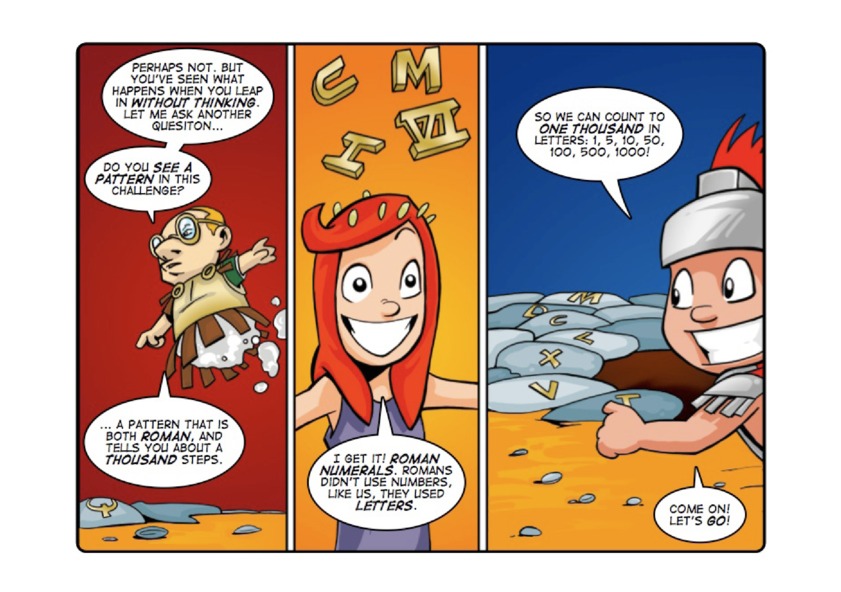 PERHAPS NOT. BUT
YOU'VE SEEN WHAT
HAPPENS WHEN YOU LEAP
IN WITHOUT THINKING.
LET ME ASK ANOTHER
QUESITON...
DO YOU SEE A
PATTERN IN THIS
CHALLENGE?
... A PATTERN THAT IS
BOTH ROMAN, AND
TELLS YOU ABOUT A
THOUSAND STEPS.
C M
I VI
I GET IT! ROMAN
NUMERALS. ROMANS
DIDN'T USE NUMBERS,
LIKE US, THEY USED
LETTERS.
SO WE CAN COUNT TO
ONE THOUSAND IN
LETTERS: 1, 5, 10, 50,
100, 500, 1000!
M
D C L
X
V
I
COME ON!
LET'S GO!